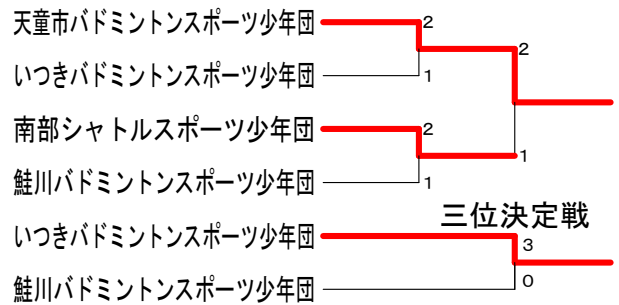 天童市バドミントンスポーツ少年団 2
2
いつきバドミントンスポーツ少年団 1
南部シャトルスポーツ少年団 2
1
鮭川バドミントンスポーツ少年団 1
三位決定戦
いつきバドミントンスポーツ少年団 3
鮭川バドミントンスポーツ少年団 0